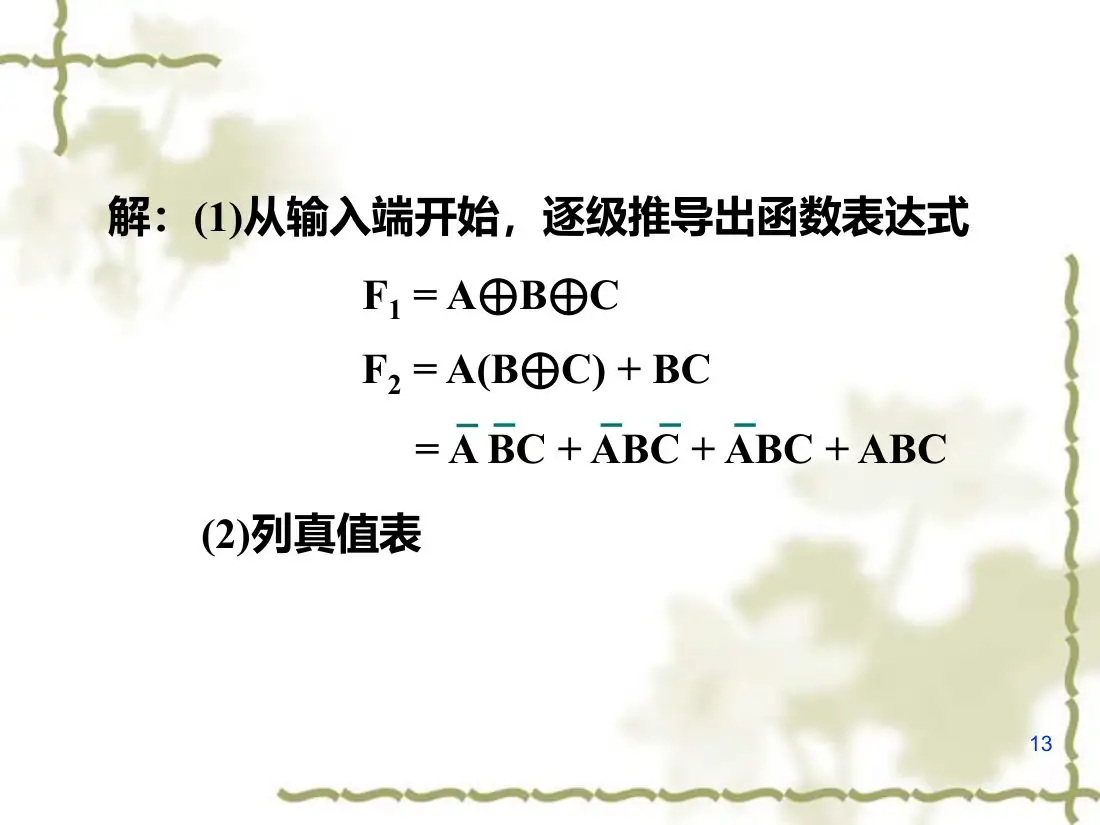 解：(1)从输入端开始，逐级推导出函数表达式
F₁ = A⊕B⊕C
F₂ = A(B⊕C) + BC
= A̅ B̅C + A̅BC̅ + A̅BC + ABC
(2)列真值表
13